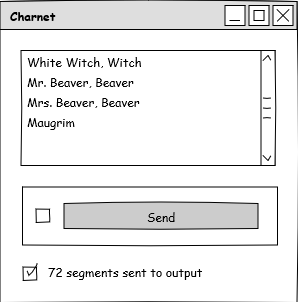 Charnet
White Witch, Witch
Mr. Beaver, Beaver
Mrs. Beaver, Beaver
Maugrim
Send
72 segments sent to output